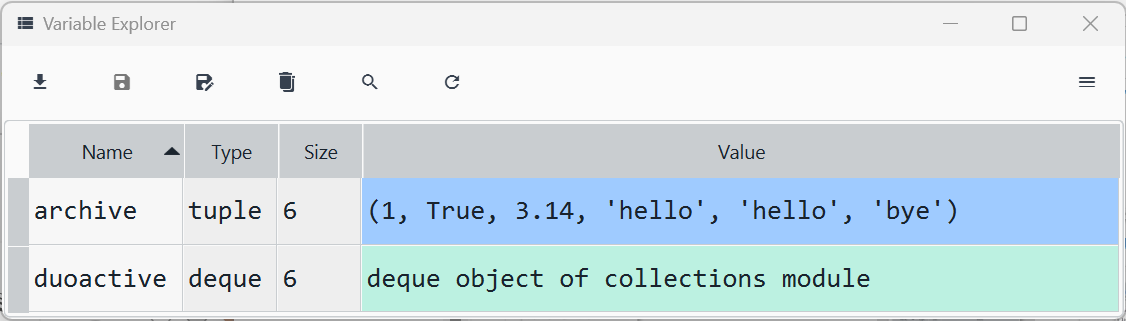 Variable Explorer
Name Type Size Value
archive tuple 6 (1, True, 3.14, 'hello', 'hello', 'bye')
duoactive deque 6 deque object of collections module